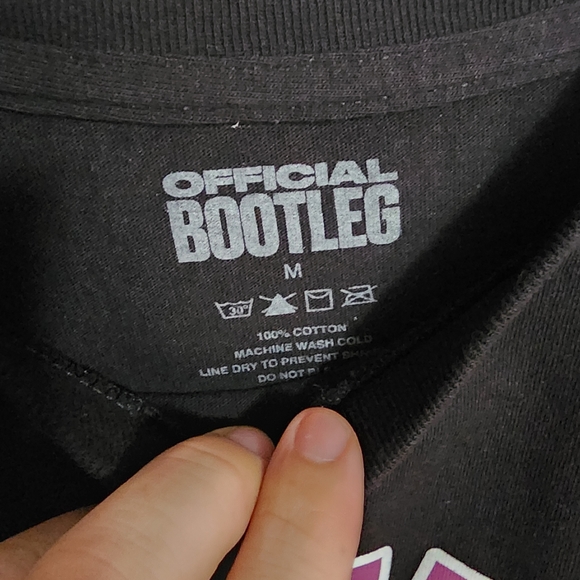 OFFICIAL
BOOTLEG
M
30°
100% COTTON
MACHINE WASH COLD
LINE DRY TO PREVENT
DO NOT